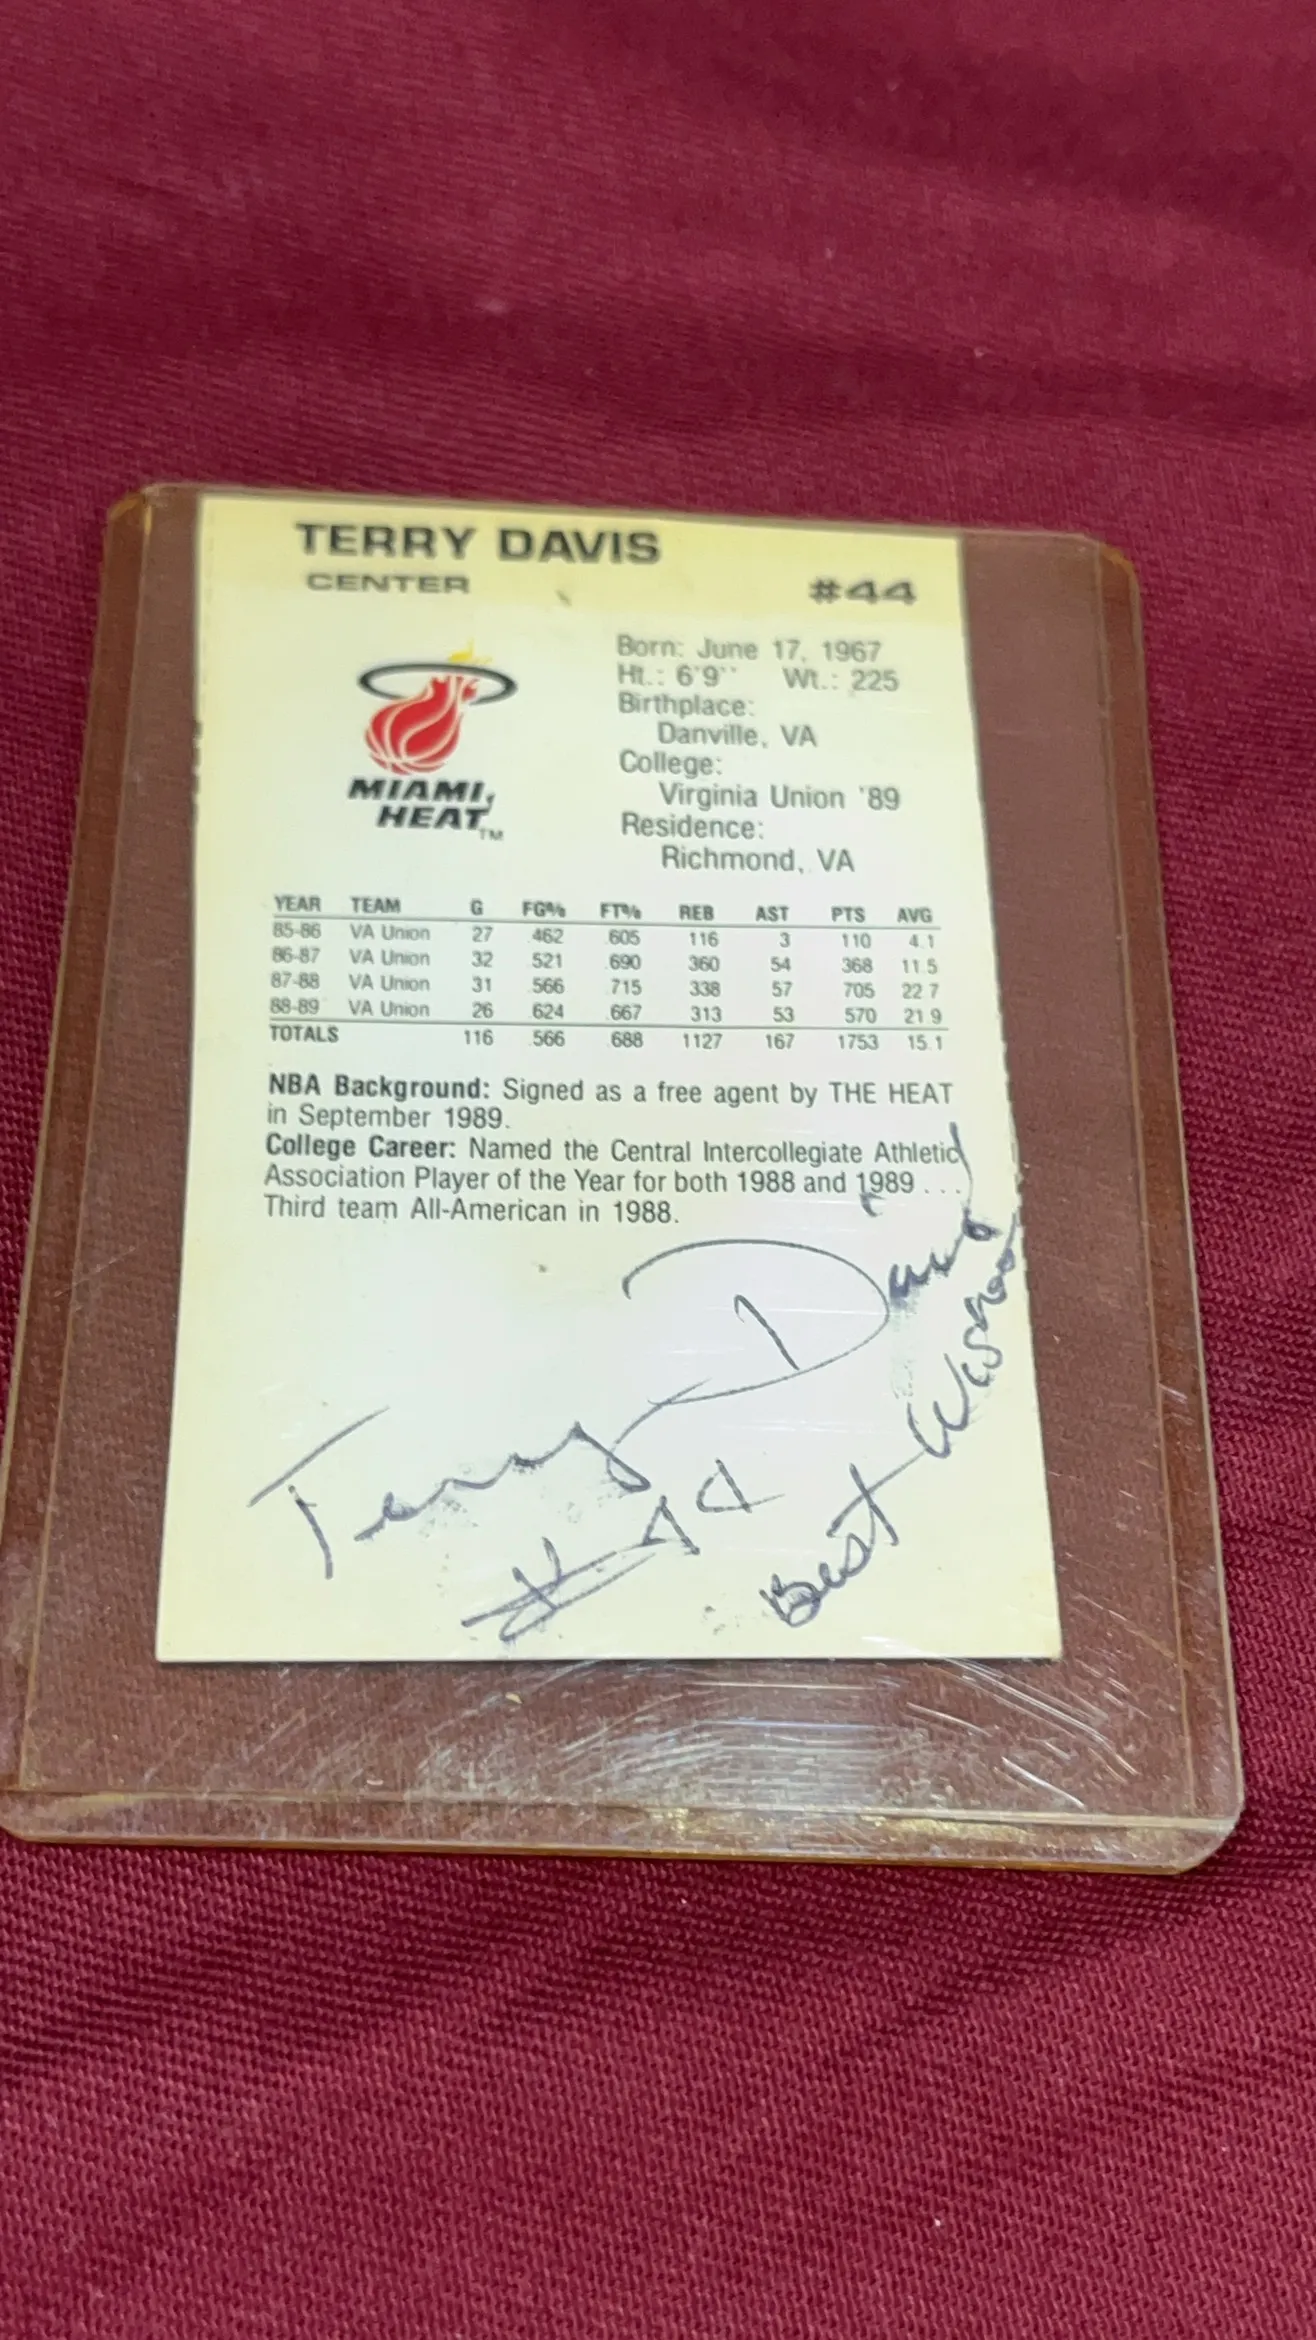 TERRY DAVIS
CENTER
#44
Born: June 17, 1967
Ht.: 6'9'' Wt.: 225
Birthplace:
Danville, VA
College:
Virginia Union '89
Residence:
Richmond, VA
MIAMI
HEAT TM
YEAR TEAM G FG% FT% REB AST PTS AVG
85-86 VA Union 27 .462 .605 116 3 110 4.1
86-87 VA Union 32 .521 .690 360 54 368 11.5
87-88 VA Union 31 .566 .715 338 57 705 22.7
88-89 VA Union 26 .624 .667 313 53 570 21.9
TOTALS 116 .566 .688 1127 167 1753 15.1
NBA Background: Signed as a free agent by THE HEAT
in September 1989.
College Career: Named the Central Intercollegiate Athletic
Association Player of the Year for both 1988 and 1989 . . .
Third team All-American in 1988.
Terry Davis
#44
Best Wishes